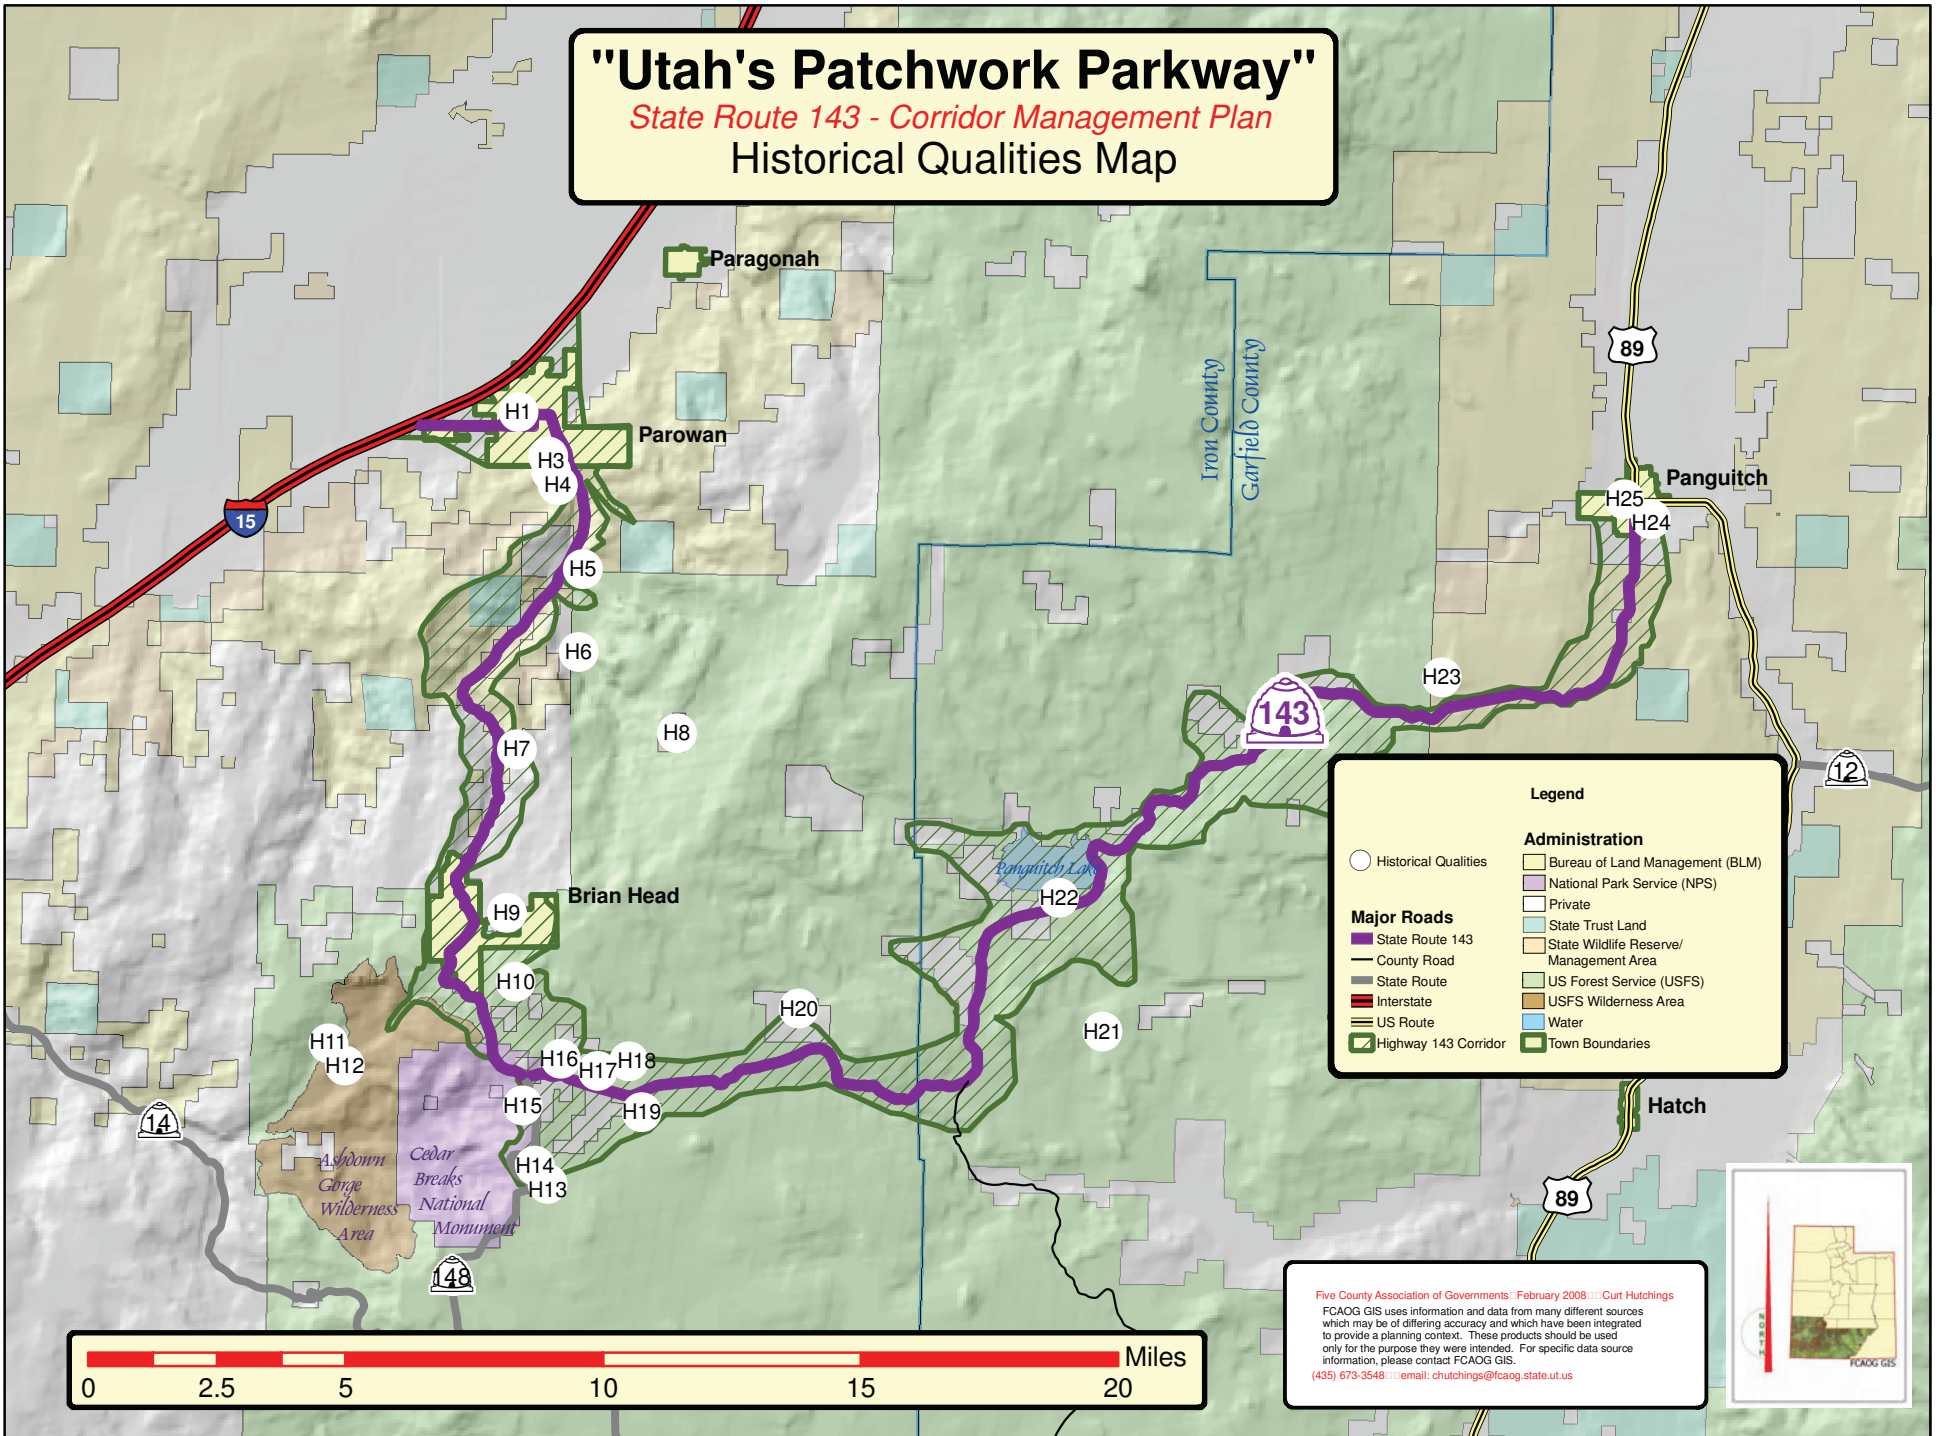 "Utah's Patchwork Parkway"
State Route 143 - Corridor Management Plan
Historical Qualities Map
Paragonah
Iron County
Garfield County
89
H1
Parowan
H3
H4
15
Panguitch
H25
H24
H5
H6
H23
H8
143
H7
12
Panguitch Lake
H22
Brian Head
H9
H10
H20
H21
H11
H12
H16
H17
H18
H15
H19
14
H14
H13
Ashdown
Gorge
Wilderness
Area
Cedar
Breaks
National
Monument
148
Hatch
89
Legend
Historical Qualities
Major Roads
State Route 143
County Road
State Route
Interstate
US Route
Highway 143 Corridor
Administration
Bureau of Land Management (BLM)
National Park Service (NPS)
Private
State Trust Land
State Wildlife Reserve/
Management Area
US Forest Service (USFS)
USFS Wilderness Area
Water
Town Boundaries
Miles
0 2.5 5 10 15 20
Five County Association of Governments□February 2008□□Curt Hutchings
FCAOG GIS uses information and data from many different sources
which may be of differing accuracy and which have been integrated
to provide a planning context. These products should be used
only for the purpose they were intended. For specific data source
information, please contact FCAOG GIS.
(435) 673-3548□□email: chutchings@fcaog.state.ut.us
NORTH
FCAOG GIS